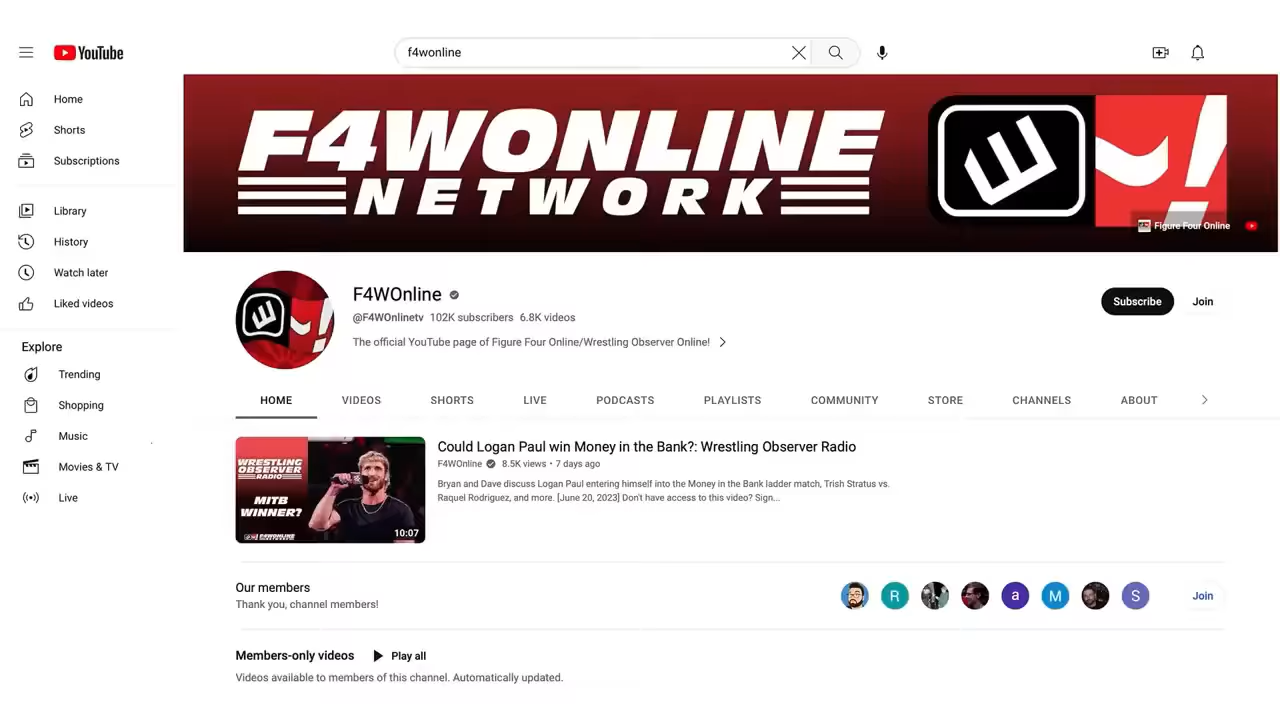 YouTube
f4wonline
Home
Shorts
Subscriptions
Library
History
Watch later
Liked videos
Explore
Trending
Shopping
Music
Movies & TV
Live
F4WONLINE
NETWORK
Figure Four Online
F4WOnline
@F4WOnlinetv 102K subscribers 6.8K videos
The official YouTube page of Figure Four Online/Wrestling Observer Online!
Subscribe
Join
HOME VIDEOS SHORTS LIVE PODCASTS PLAYLISTS COMMUNITY STORE CHANNELS ABOUT
WRESTLING
OBSERVER
RADIO
MITB
WINNER?
F4WONLINE
NETWORK
10:07
Could Logan Paul win Money in the Bank?: Wrestling Observer Radio
F4WOnline 8.5K views • 7 days ago
Bryan and Dave discuss Logan Paul entering himself into the Money in the Bank ladder match, Trish Stratus vs.
Raquel Rodriguez, and more. [June 20, 2023] Don't have access to this video? Sign...
Our members
Thank you, channel members!
R a M S
Join
Members-only videos Play all
Videos available to members of this channel. Automatically updated.